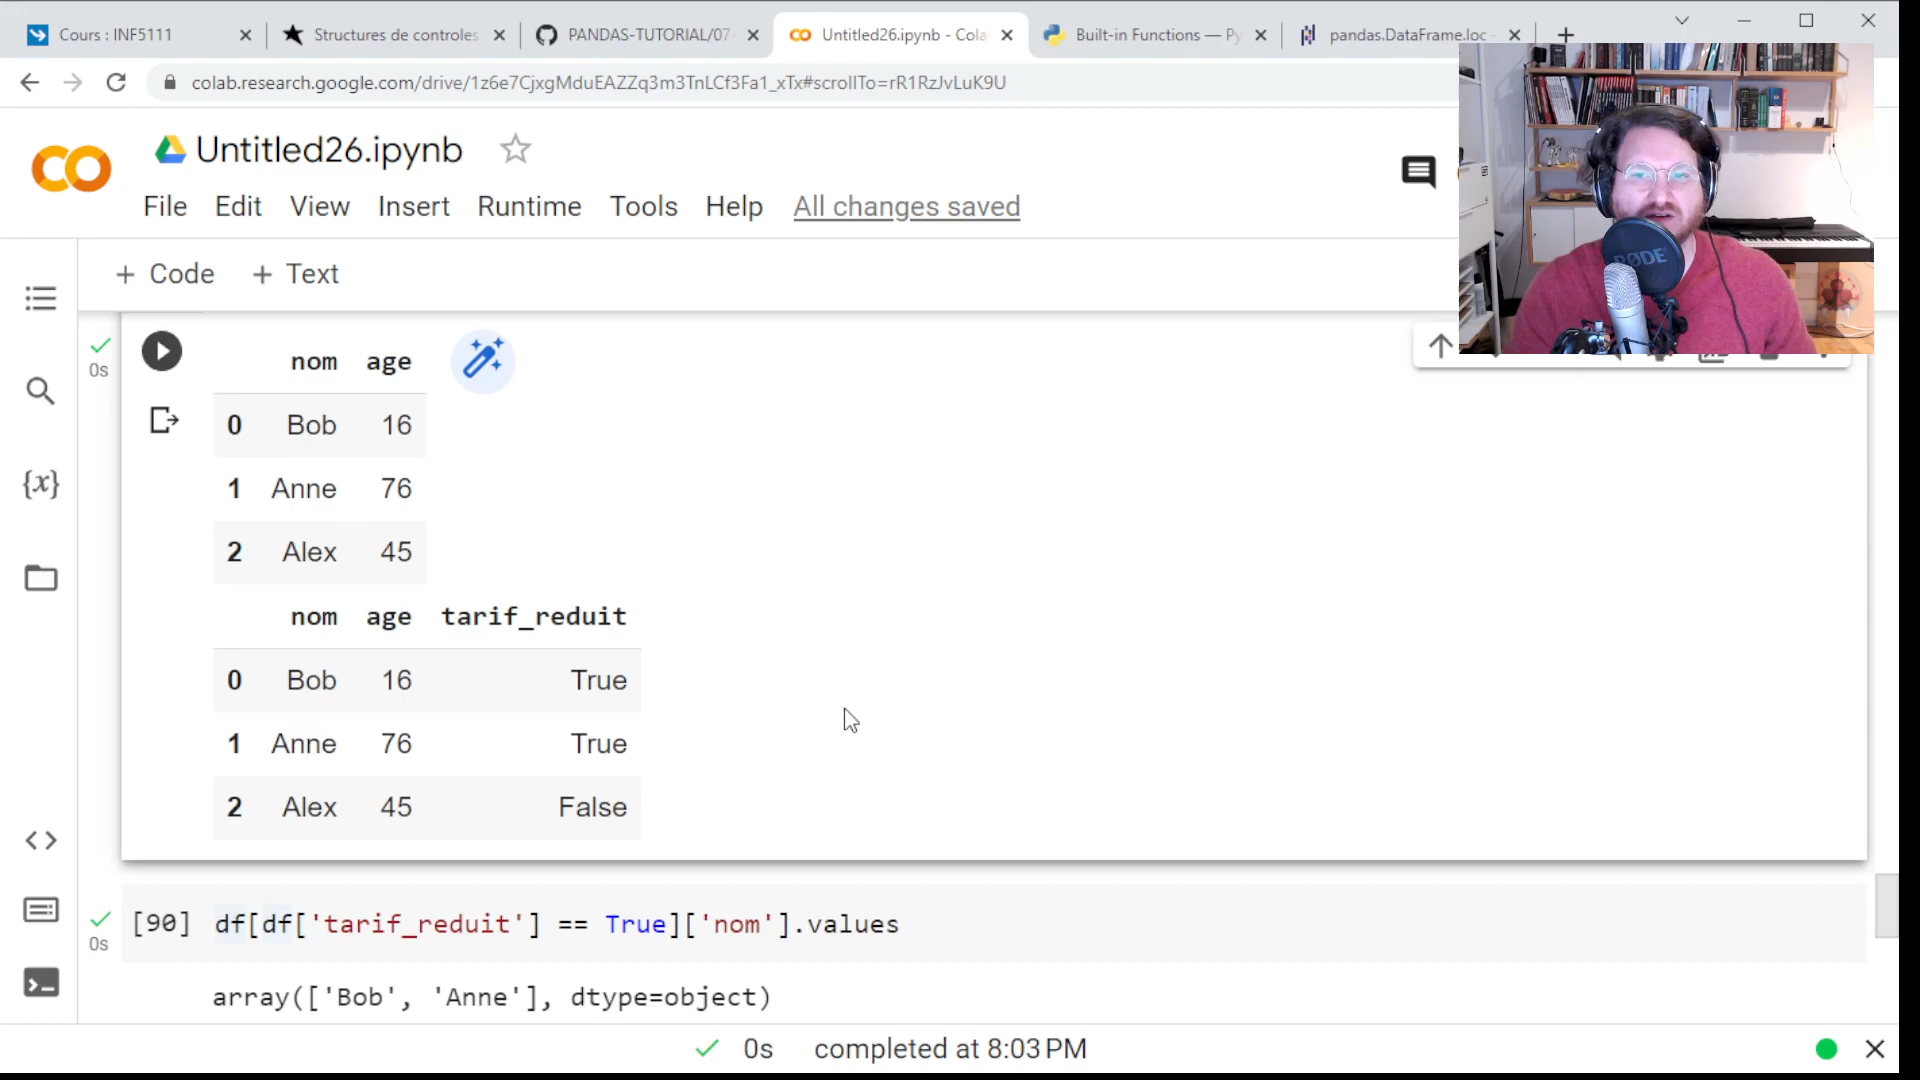 Cours : INF5111
Structures de controles
PANDAS-TUTORIAL/07
Untitled26.ipynb - Cola
Built-in Functions — Py
pandas.DataFrame.loc -
colab.research.google.com/drive/1z6e7CjxgMduEAZZq3m3TnLCf3Fa1_xTx#scrollTo=rR1RzJvLuK9U
Untitled26.ipynb
File Edit View Insert Runtime Tools Help All changes saved
+ Code + Text
0s
nom age
0 Bob 16
1 Anne 76
2 Alex 45
nom age tarif_reduit
0 Bob 16 True
1 Anne 76 True
2 Alex 45 False
{x}
RØDE
[90] df[df['tarif_reduit'] == True]['nom'].values
0s
array(['Bob', 'Anne'], dtype=object)
0s completed at 8:03 PM